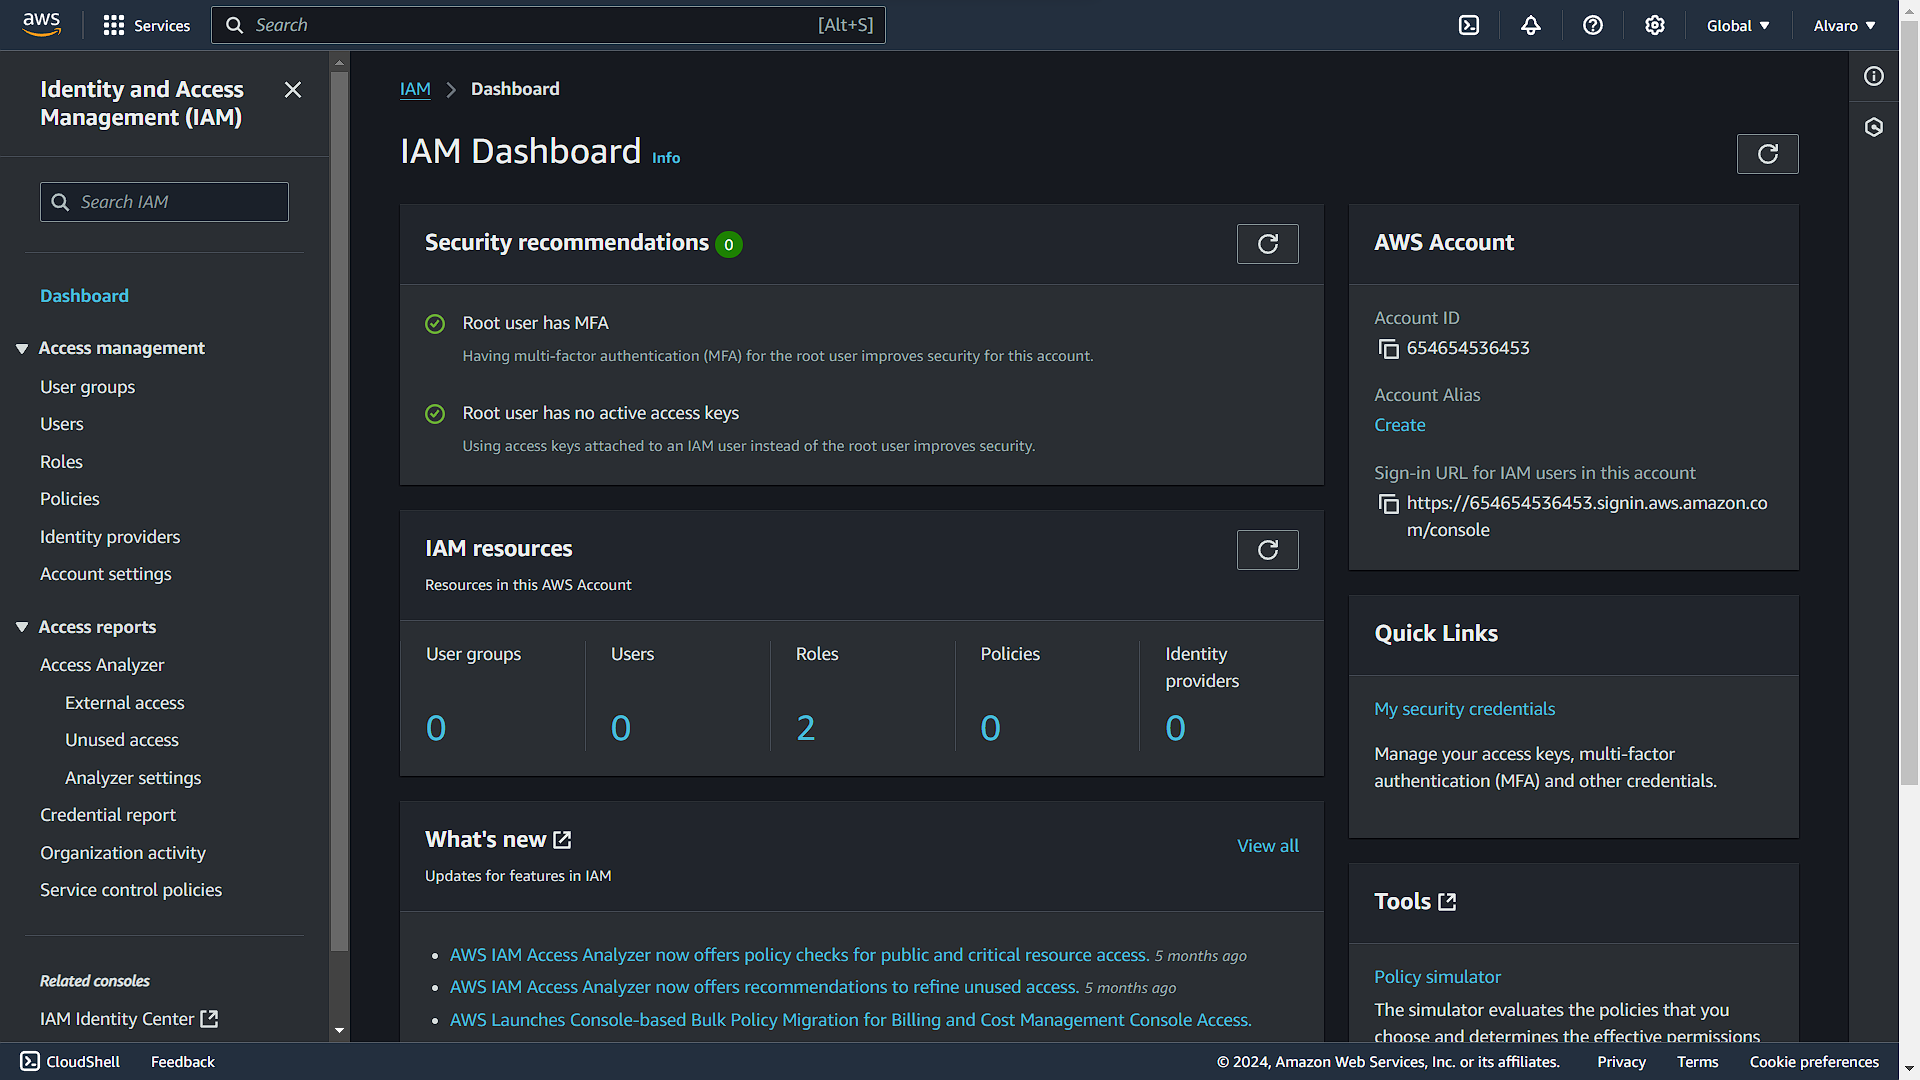 aws
Services
Search
[Alt+S]
Global
Alvaro
Identity and Access
Management (IAM)
Search IAM
Dashboard
Access management
User groups
Users
Roles
Policies
Identity providers
Account settings
Access reports
Access Analyzer
External access
Unused access
Analyzer settings
Credential report
Organization activity
Service control policies
Related consoles
IAM Identity Center
IAM
Dashboard
IAM Dashboard Info
Security recommendations 0
Root user has MFA
Having multi-factor authentication (MFA) for the root user improves security for this account.
Root user has no active access keys
Using access keys attached to an IAM user instead of the root user improves security.
IAM resources
Resources in this AWS Account
User groups
0
Users
0
Roles
2
Policies
0
Identity
providers
0
What's new
View all
Updates for features in IAM
AWS IAM Access Analyzer now offers policy checks for public and critical resource access. 5 months ago
AWS IAM Access Analyzer now offers recommendations to refine unused access. 5 months ago
AWS Launches Console-based Bulk Policy Migration for Billing and Cost Management Console Access.
AWS Account
Account ID
654654536453
Account Alias
Create
Sign-in URL for IAM users in this account
https://654654536453.signin.aws.amazon.co
m/console
Quick Links
My security credentials
Manage your access keys, multi-factor
authentication (MFA) and other credentials.
Tools
Policy simulator
The simulator evaluates the policies that you
choose and determines the effective permissions
CloudShell
Feedback
© 2024, Amazon Web Services, Inc. or its affiliates.
Privacy
Terms
Cookie preferences